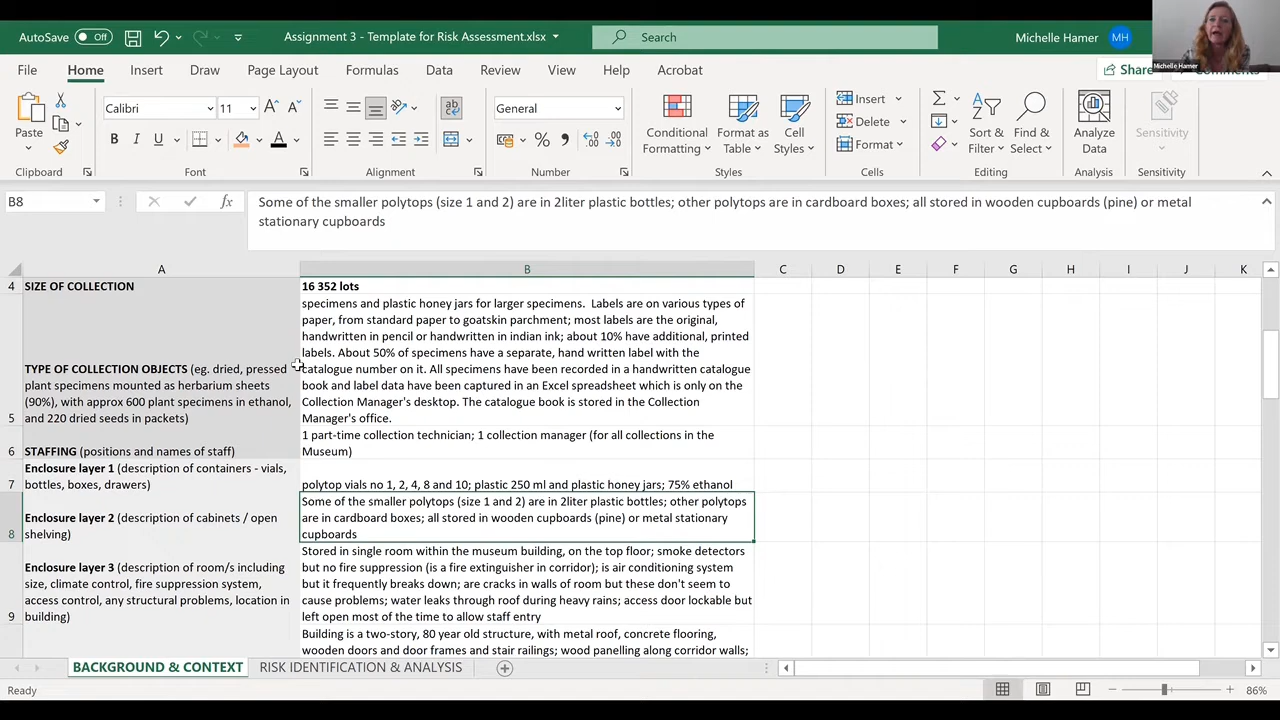 AutoSave Off
Assignment 3 - Template for Risk Assessment.xlsx
Search
Michelle Hamer MH
Michelle Hamer
File Home Insert Draw Page Layout Formulas Data Review View Help Acrobat Share
Calibri 11
General
Insert
Delete
Format
Paste
B I U
Conditional Formatting
Format as Table
Cell Styles
Sort & Filter
Find & Select
Analyze Data
Sensitivity
Clipboard Font Alignment Number Styles Cells Editing Analysis Sensitivity
B8
fx
Some of the smaller polytops (size 1 and 2) are in 2liter plastic bottles; other polytops are in cardboard boxes; all stored in wooden cupboards (pine) or metal
stationary cupboards
A B C D E F G H I J K
4 SIZE OF COLLECTION
16 352 lots
5 TYPE OF COLLECTION OBJECTS (eg. dried, pressed
plant specimens mounted as herbarium sheets
(90%), with approx 600 plant specimens in ethanol,
and 220 dried seeds in packets)
specimens and plastic honey jars for larger specimens. Labels are on various types of
paper, from standard paper to goatskin parchment; most labels are the original,
handwritten in pencil or handwritten in indian ink; about 10% have additional, printed
labels. About 50% of specimens have a separate, hand written label with the
catalogue number on it. All specimens have been recorded in a handwritten catalogue
book and label data have been captured in an Excel spreadsheet which is only on the
Collection Manager's desktop. The catalogue book is stored in the Collection
Manager's office.
6 STAFFING (positions and names of staff)
1 part-time collection technician; 1 collection manager (for all collections in the
Museum)
7 Enclosure layer 1 (description of containers - vials,
bottles, boxes, drawers)
polytop vials no 1, 2, 4, 8 and 10; plastic 250 ml and plastic honey jars; 75% ethanol
8 Enclosure layer 2 (description of cabinets / open
shelving)
Some of the smaller polytops (size 1 and 2) are in 2liter plastic bottles; other polytops
are in cardboard boxes; all stored in wooden cupboards (pine) or metal stationary
cupboards
9 Enclosure layer 3 (description of room/s including
size, climate control, fire suppression system,
access control, any structural problems, location in
building)
Stored in single room within the museum building, on the top floor; smoke detectors
but no fire suppression (is a fire extinguisher in corridor); is air conditioning system
but it frequently breaks down; are cracks in walls of room but these don't seem to
cause problems; water leaks through roof during heavy rains; access door lockable but
left open most of the time to allow staff entry
Building is a two-story, 80 year old structure, with metal roof, concrete flooring,
wooden doors and door frames and stair railings; wood panelling along corridor walls;
BACKGROUND & CONTEXT
RISK IDENTIFICATION & ANALYSIS
Ready
86%